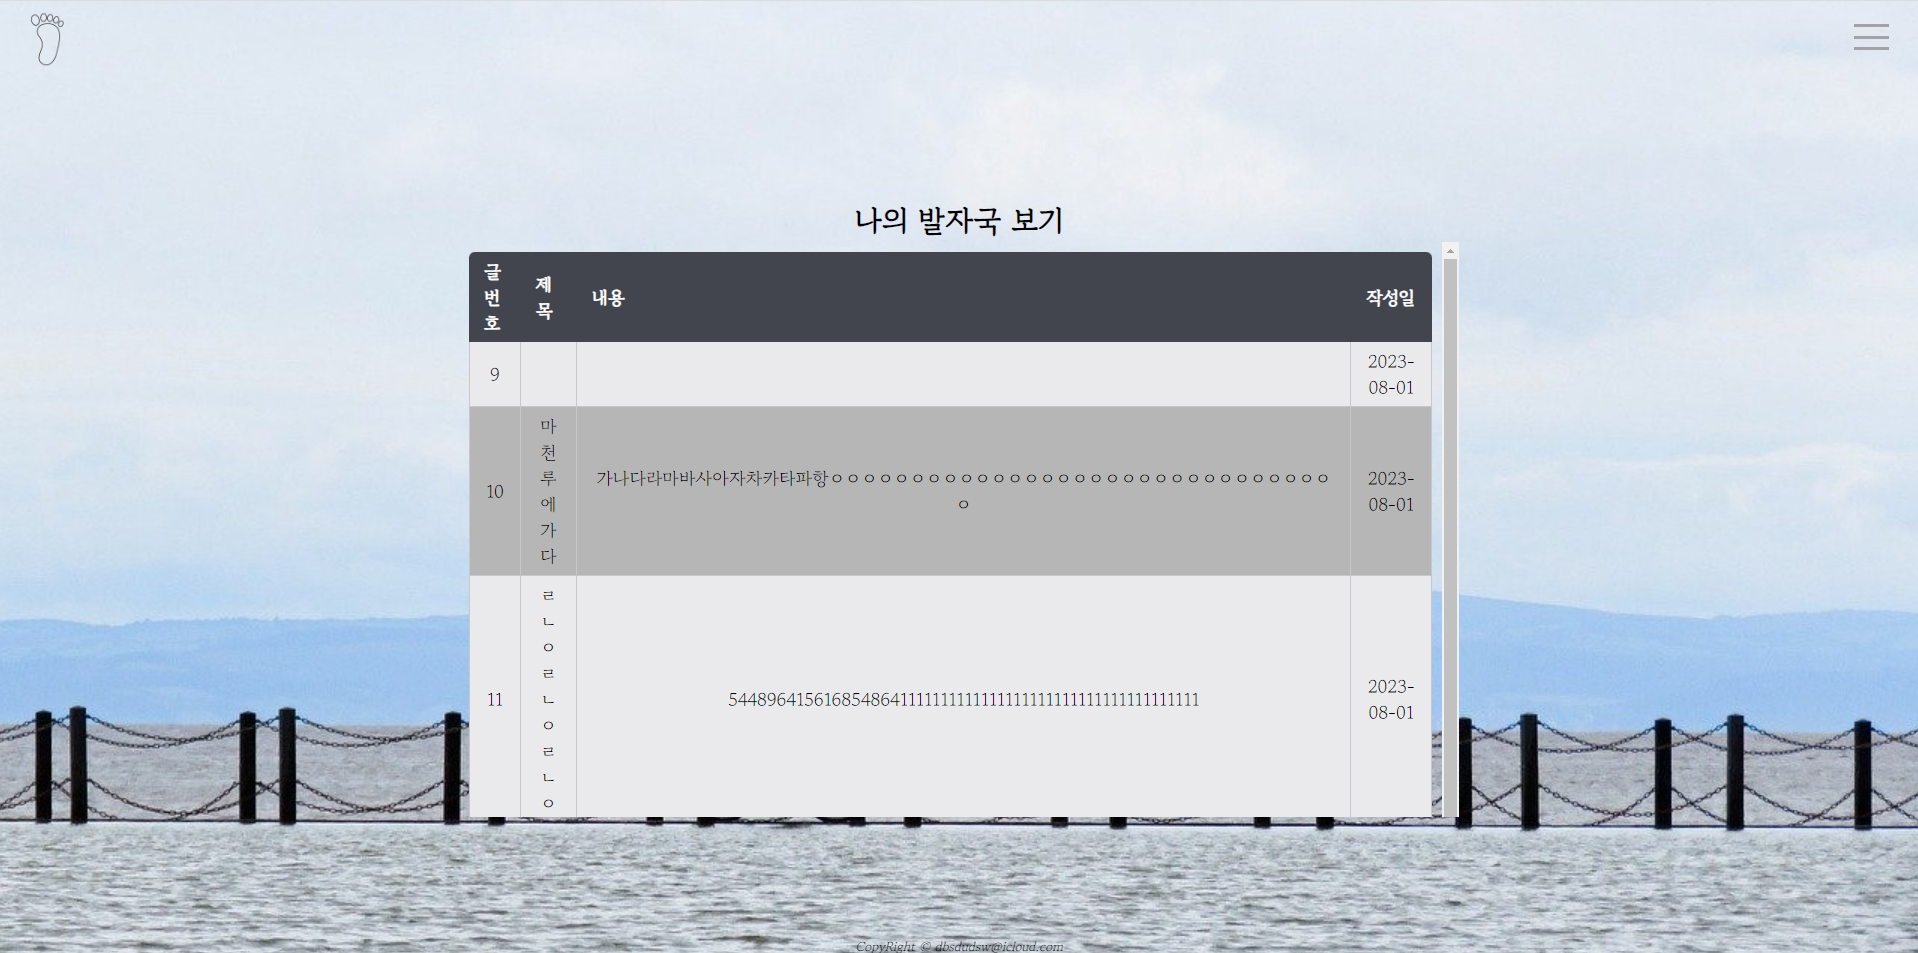 나의 발자국 보기
글
번
호
제
목
내용
작성일
9
2023-
08-01
10
마
천
루
에
가
다
가나다라마바사아자차카타파항ㅇㅇㅇㅇㅇㅇㅇㅇㅇㅇㅇㅇㅇㅇㅇㅇㅇㅇㅇㅇㅇㅇㅇㅇㅇㅇㅇㅇㅇㅇㅇ
ㅇ
2023-
08-01
11
ㄹ
ㄴ
ㅇ
ㄹ
ㄴ
ㅇ
ㄹ
ㄴ
ㅇ
5448964156168548641111111111111111111111111111111111111
2023-
08-01
CopyRight © dbsdudsw@icloud.com